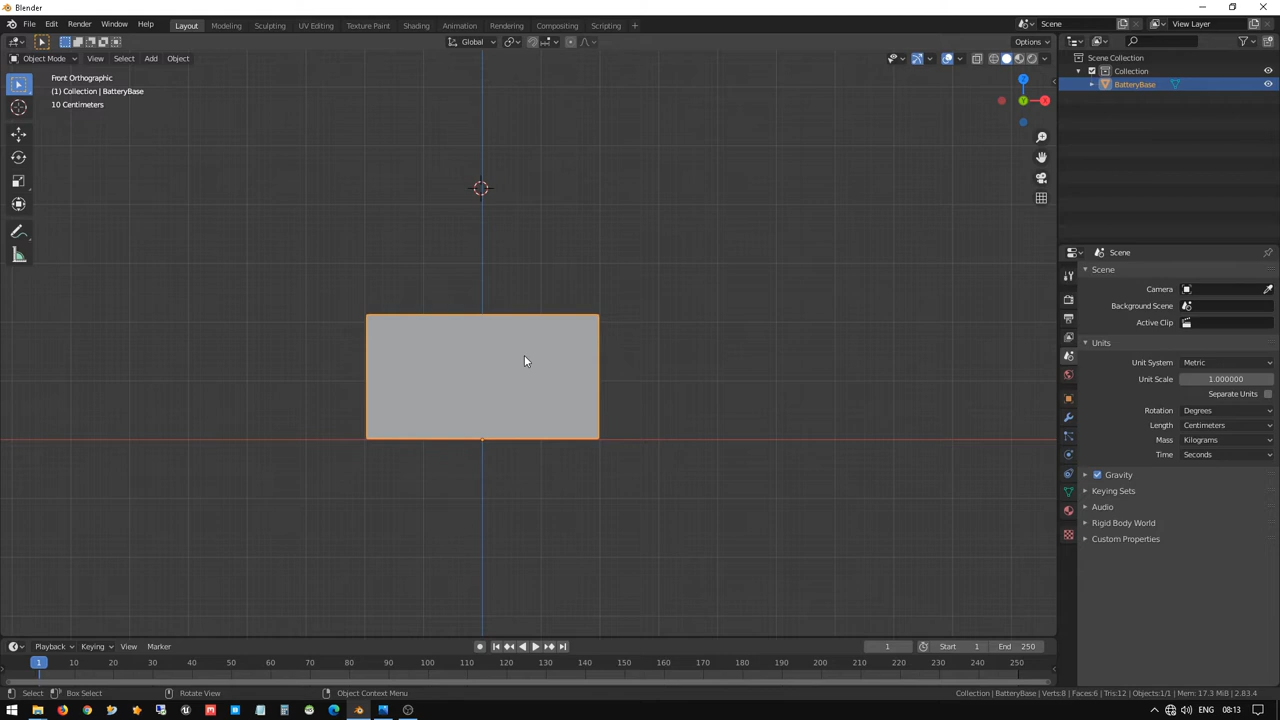 Blender
File Edit Render Window Help Layout Modeling Sculpting UV Editing Texture Paint Shading Animation Rendering Compositing Scripting + Scene View Layer
Global Options
Object Mode View Select Add Object
Front Orthographic
(1) Collection | BatteryBase
10 Centimeters
Z
Y
X
Scene Collection
Collection
BatteryBase
Scene
Scene
Camera
Background Scene
Active Clip
Units
Unit System Metric
Unit Scale 1.000000
Separate Units
Rotation Degrees
Length Centimeters
Mass Kilograms
Time Seconds
Gravity
Keying Sets
Audio
Rigid Body World
Custom Properties
Playback Keying View Marker 1 Start 1 End 250
1 10 20 30 40 50 60 70 80 90 100 110 120 130 140 150 160 170 180 190 200 210 220 230 240 250
Select Box Select Rotate View Object Context Menu Collection | BatteryBase | Verts:8 | Faces:6 | Tris:12 | Objects:1/1 | Mem: 17.3 MiB | 2.83.4
ENG 08:13